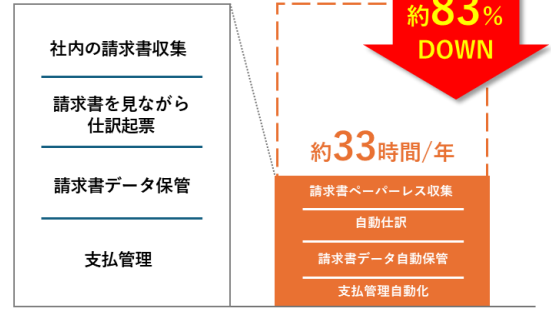 社内の請求書収集
請求書を見ながら
仕訳起票
請求書データ保管
支払管理
約83%
DOWN
約33時間/年
請求書ペーパーレス収集
自動仕訳
請求書データ自動保管
支払管理自動化